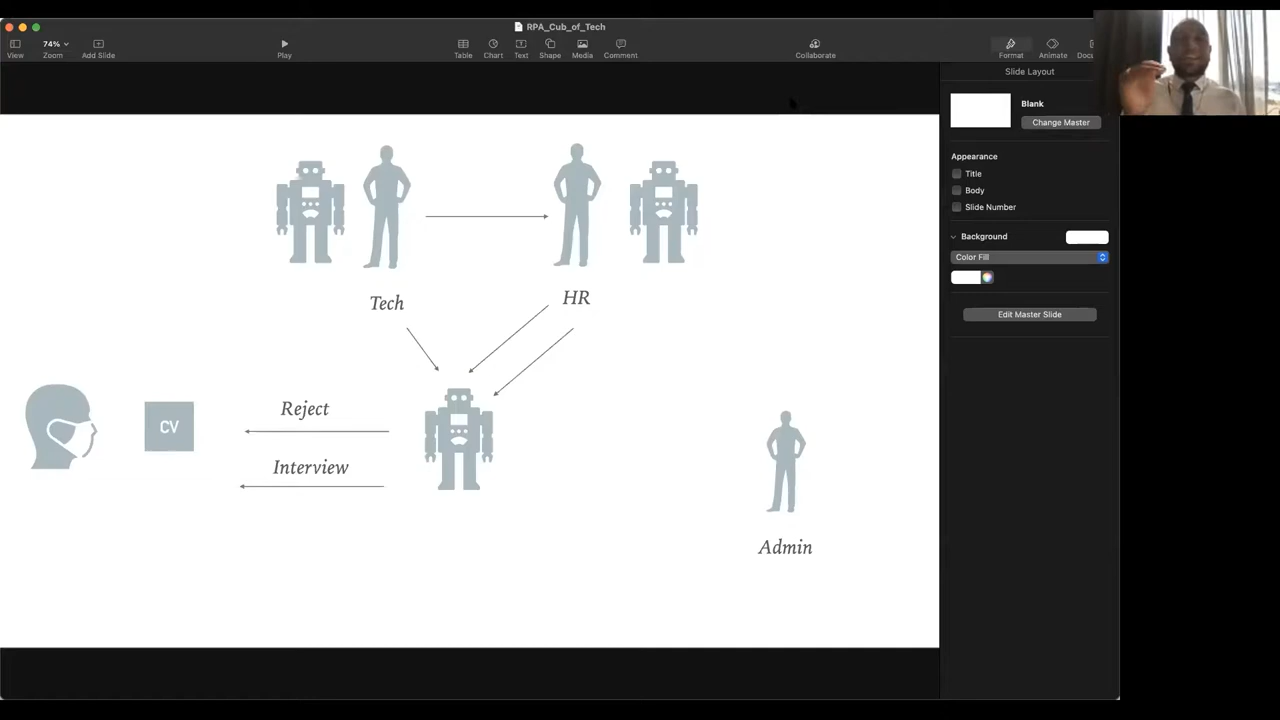 RPA_Cub_of_Tech
74%
View
Zoom
Add Slide
Play
Table
Chart
Text
Shape
Media
Comment
Collaborate
Format
Animate
Slide Layout
Blank
Change Master
Appearance
Title
Body
Slide Number
Background
Color Fill
Edit Master Slide
Tech
HR
Reject
CV
Interview
Admin